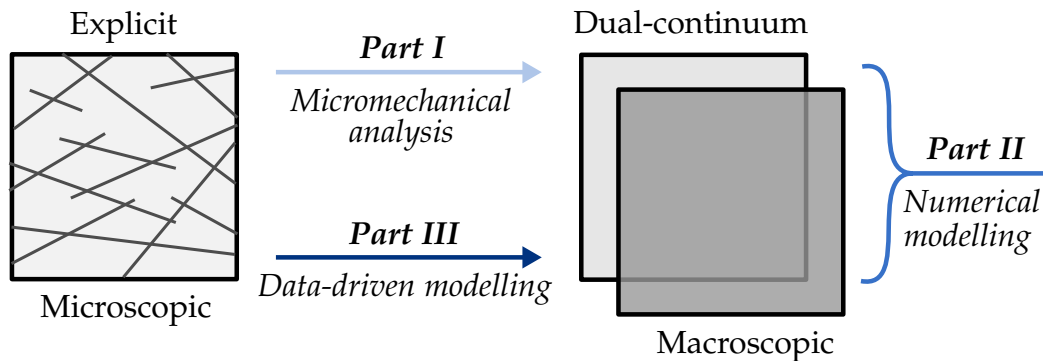 Explicit
Part I
Micromechanical
analysis
Part III
Data-driven modelling
Microscopic
Dual-continuum
Macroscopic
Part II
Numerical
modelling